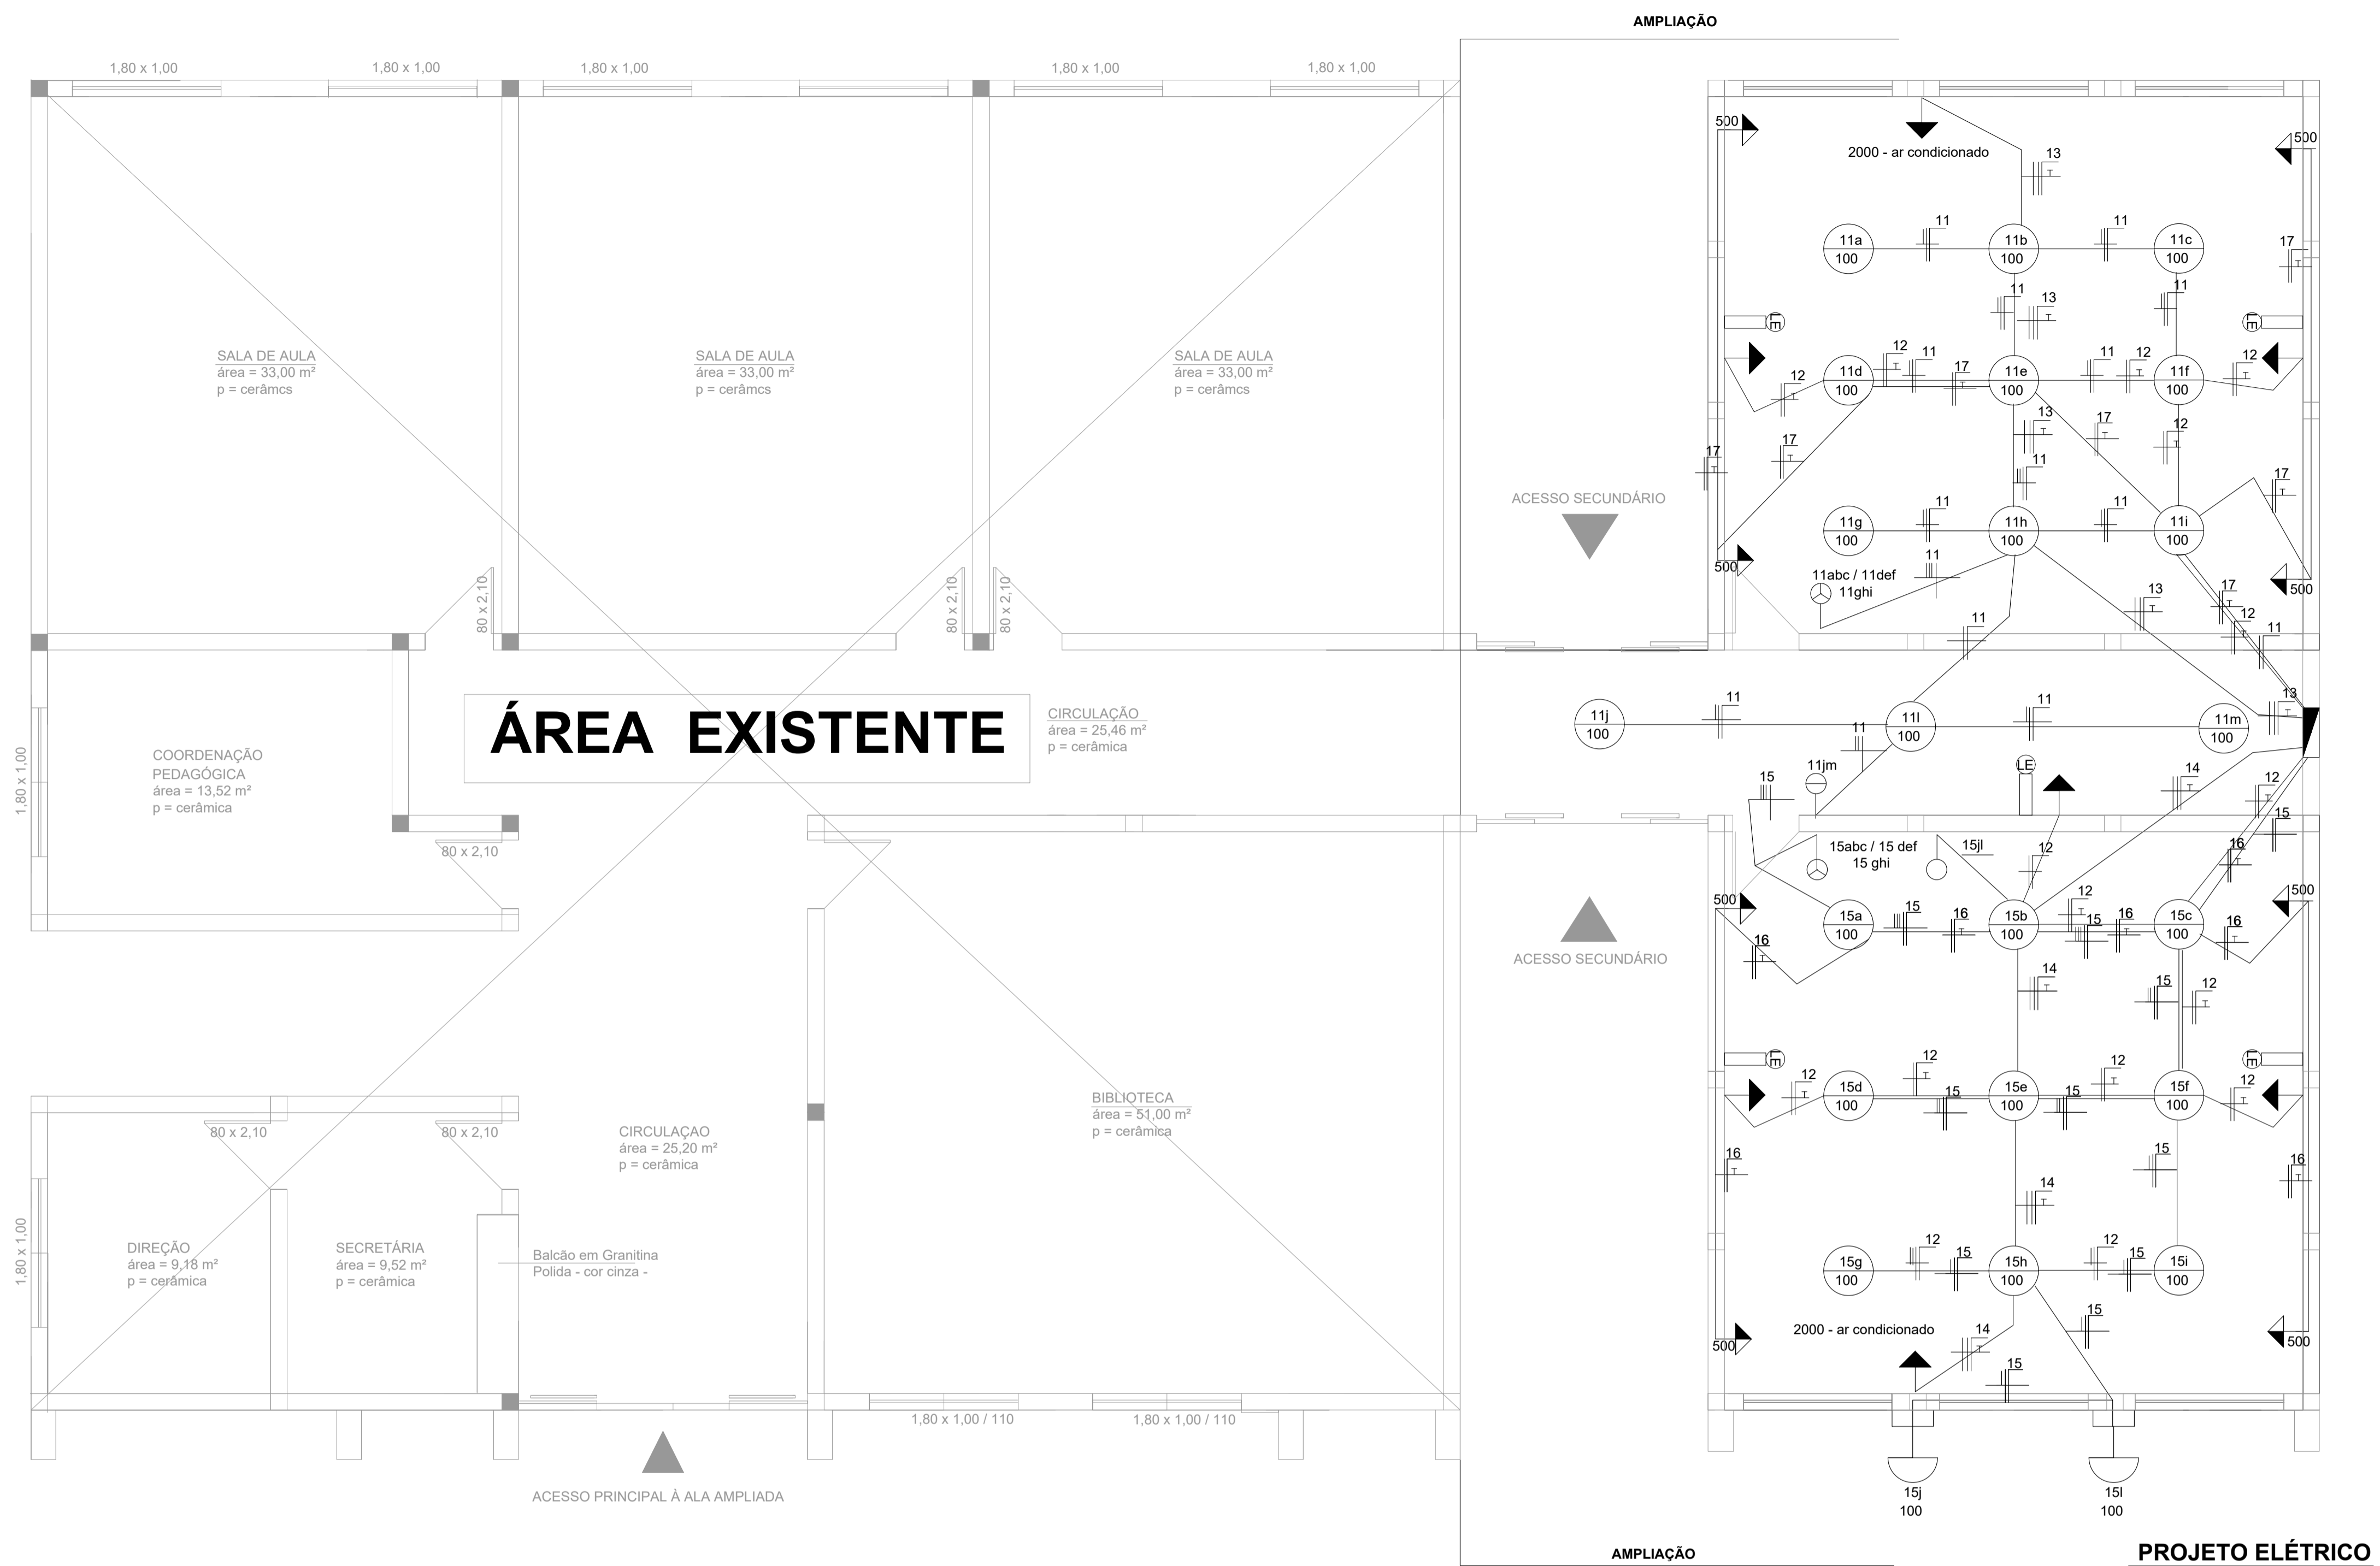 AMPLIAÇÃO
1,80 x 1,00
1,80 x 1,00
1,80 x 1,00
1,80 x 1,00
1,80 x 1,00
SALA DE AULA
área = 33,00 m²
p = cerâmcs
SALA DE AULA
área = 33,00 m²
p = cerâmcs
SALA DE AULA
área = 33,00 m²
p = cerâmcs
80 x 2,10
80 x 2,10
80 x 2,10
ÁREA EXISTENTE
CIRCULAÇÃO
área = 25,46 m²
p = cerâmica
COORDENAÇÃO
PEDAGÓGICA
área = 13,52 m²
p = cerâmica
1,80 x 1,00
80 x 2,10
80 x 2,10
80 x 2,10
DIREÇÃO
área = 9,18 m²
p = cerâmica
SECRETÁRIA
área = 9,52 m²
p = cerâmica
1,80 x 1,00
Balcão em Granitina
Polida - cor cinza -
CIRCULAÇAO
área = 25,20 m²
p = cerâmica
BIBLIOTECA
área = 51,00 m²
p = cerâmica
1,80 x 1,00 / 110
1,80 x 1,00 / 110
ACESSO PRINCIPAL À ALA AMPLIADA
ACESSO SECUNDÁRIO
ACESSO SECUNDÁRIO
500
500
2000 - ar condicionado
13
11a
100
11
11b
100
11
11c
100
17
11
13
11
LE
LE
12
11d
100
12
11
17
11e
100
11
12
11f
100
12
17
17
13
11
17
12
17
11g
100
11
11h
100
11
11i
100
500
11abc / 11def
11ghi
11
500
11
13
17
12
11
13
11j
100
11
11l
100
11
11m
100
11
11jm
LE
15
14
12
15
15abc / 15 def
15 ghi
15jl
12
16
500
500
15a
100
15
16
15b
100
12
15
16
15c
100
16
16
14
15
12
LE
LE
12
15d
100
12
15
15e
100
15
12
15f
100
12
16
14
15
16
15g
100
12
15
15h
100
12
15
15i
100
2000 - ar condicionado
14
15
500
500
15
15j
100
15l
100
AMPLIAÇÃO
PROJETO ELÉTRICO